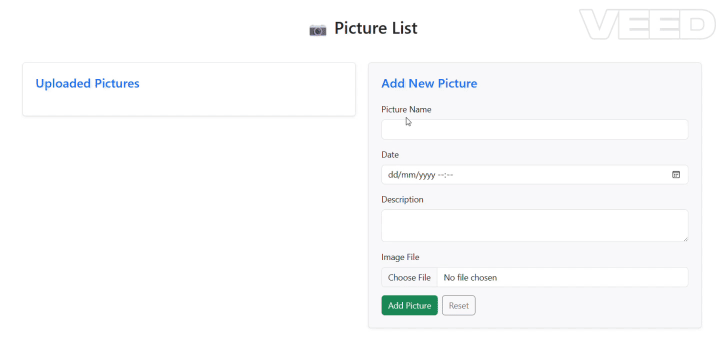 VEED
Picture List
Uploaded Pictures
Add New Picture
Picture Name
Date
dd/mm/yyyy --:--
Description
Image File
Choose File No file chosen
Add Picture Reset